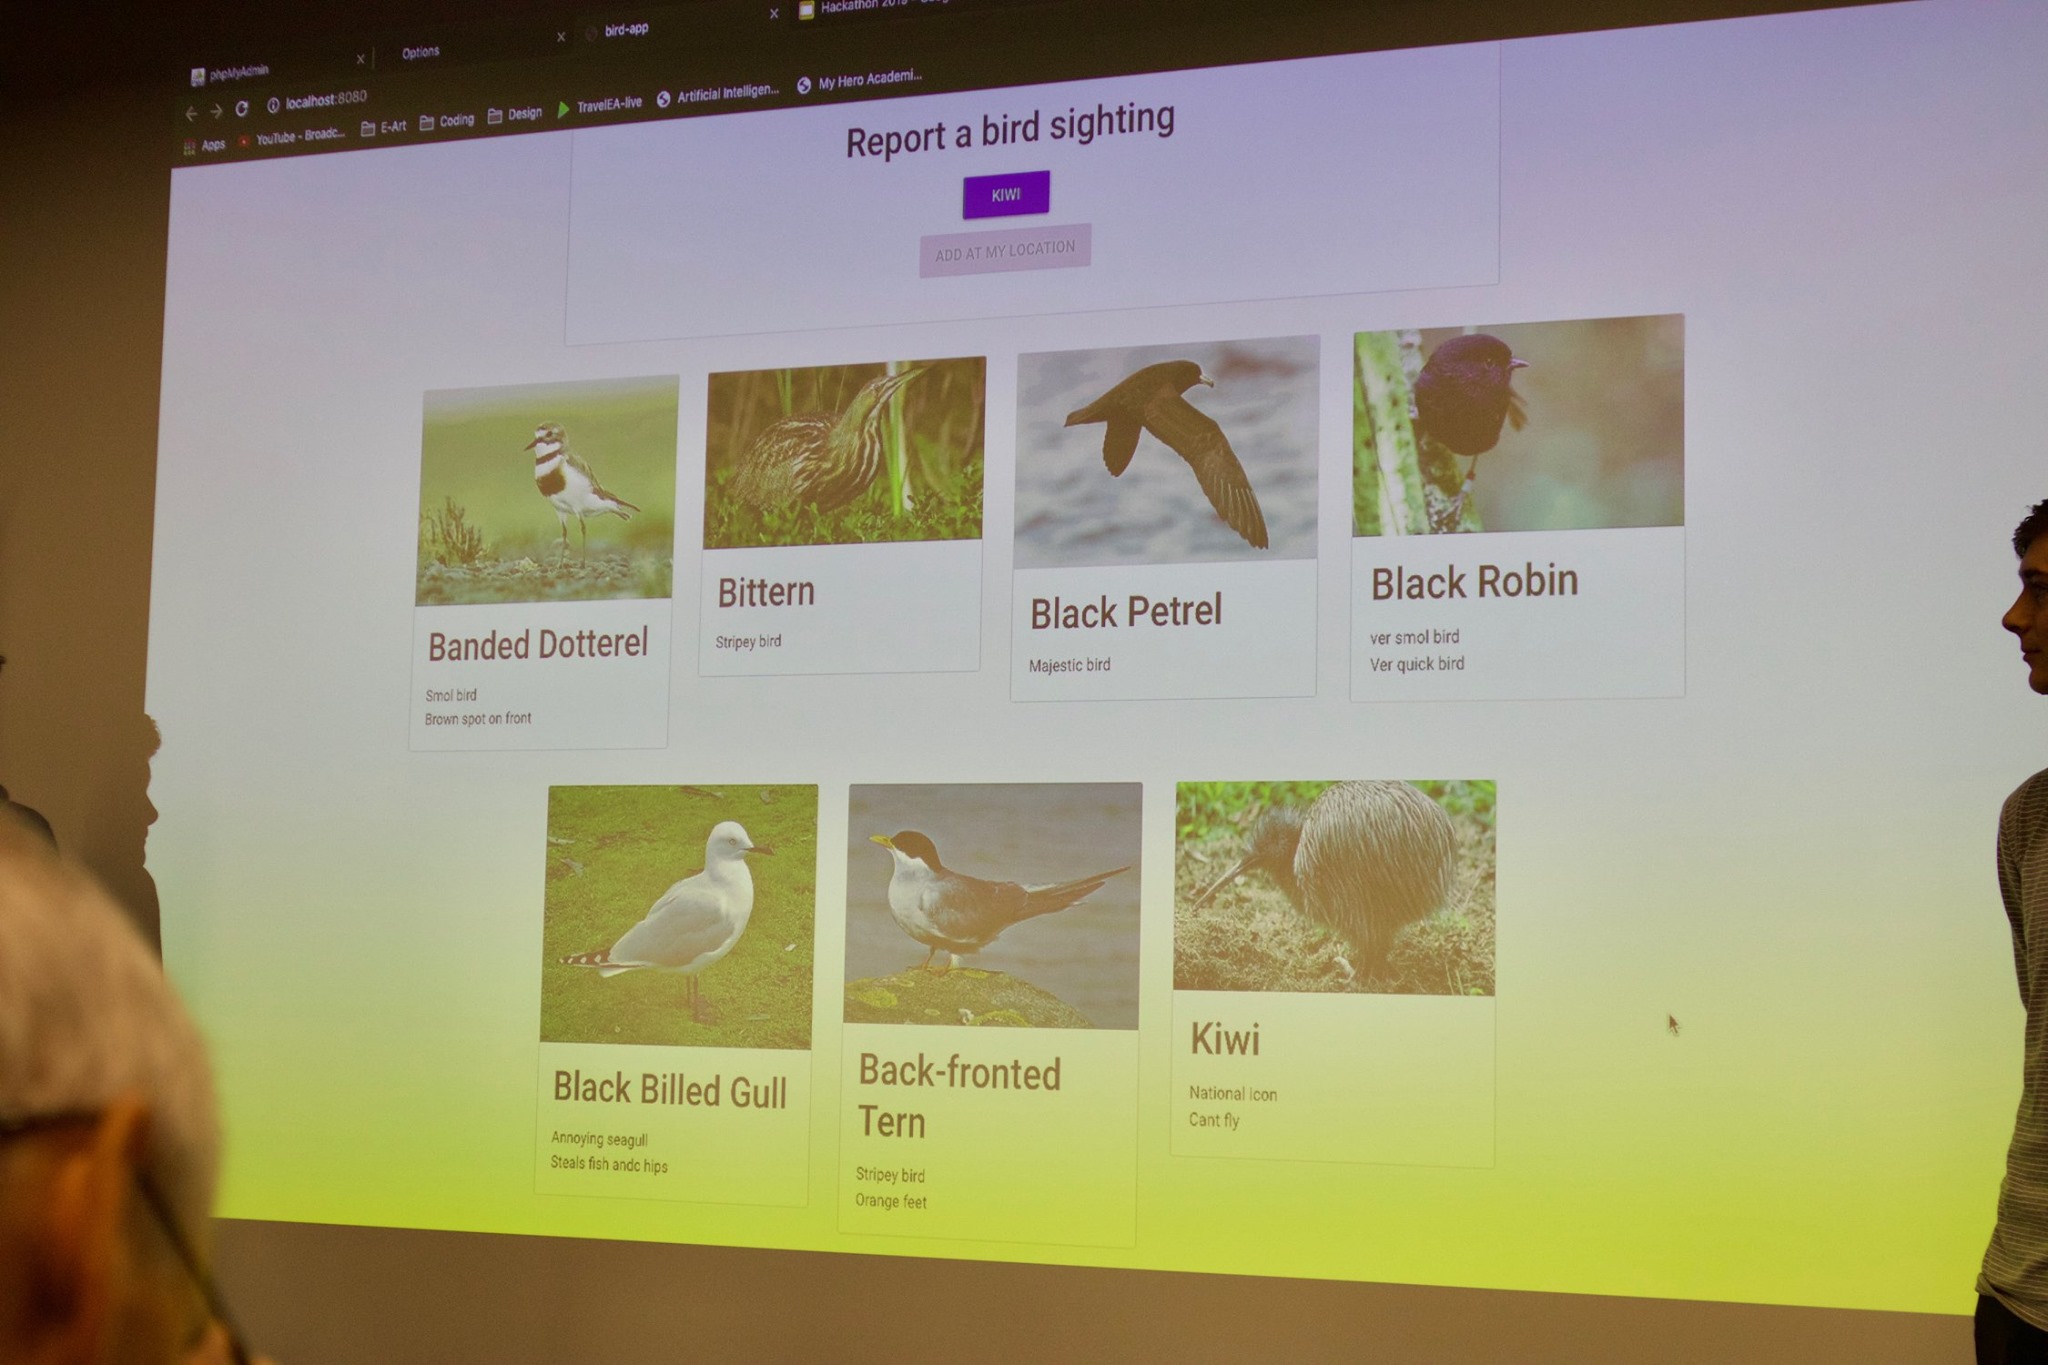 phpMyAdmin
Options
bird-app
Hackathon 2019
localhost:8080
Apps
YouTube - Broadc...
E-Art
Coding
Design
TravelEA-live
Artificial Intelligen...
My Hero Academi...
Report a bird sighting
KIWI
ADD AT MY LOCATION
Banded Dotterel
Smol bird
Brown spot on front
Bittern
Stripey bird
Black Petrel
Majestic bird
Black Robin
ver smol bird
Ver quick bird
Black Billed Gull
Annoying seagull
Steals fish andc hips
Back-fronted
Tern
Stripey bird
Orange feet
Kiwi
National icon
Cant fly